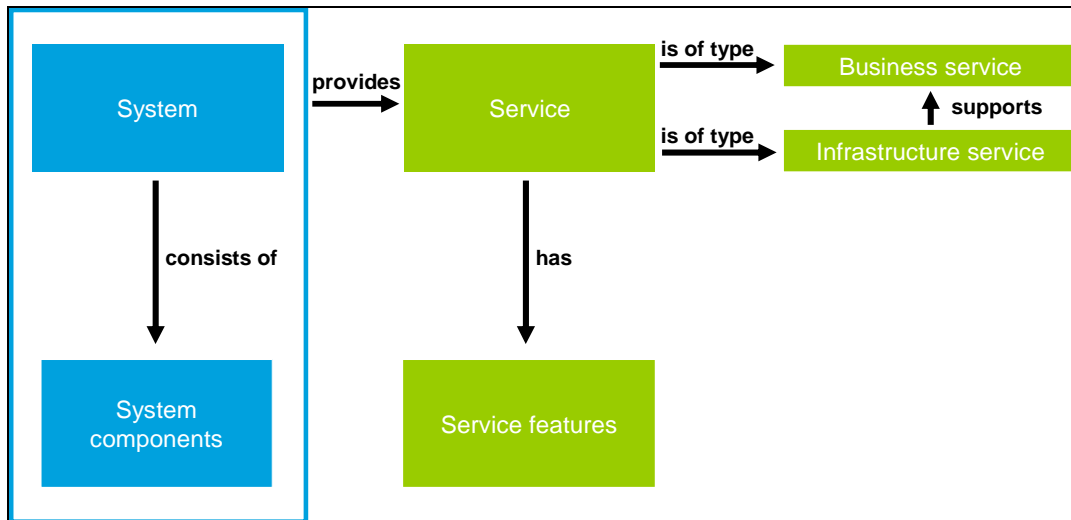 is of type
Business service
System
provides
Service
supports
is of type
Infrastructure service
consists of
has
System
components
Service features